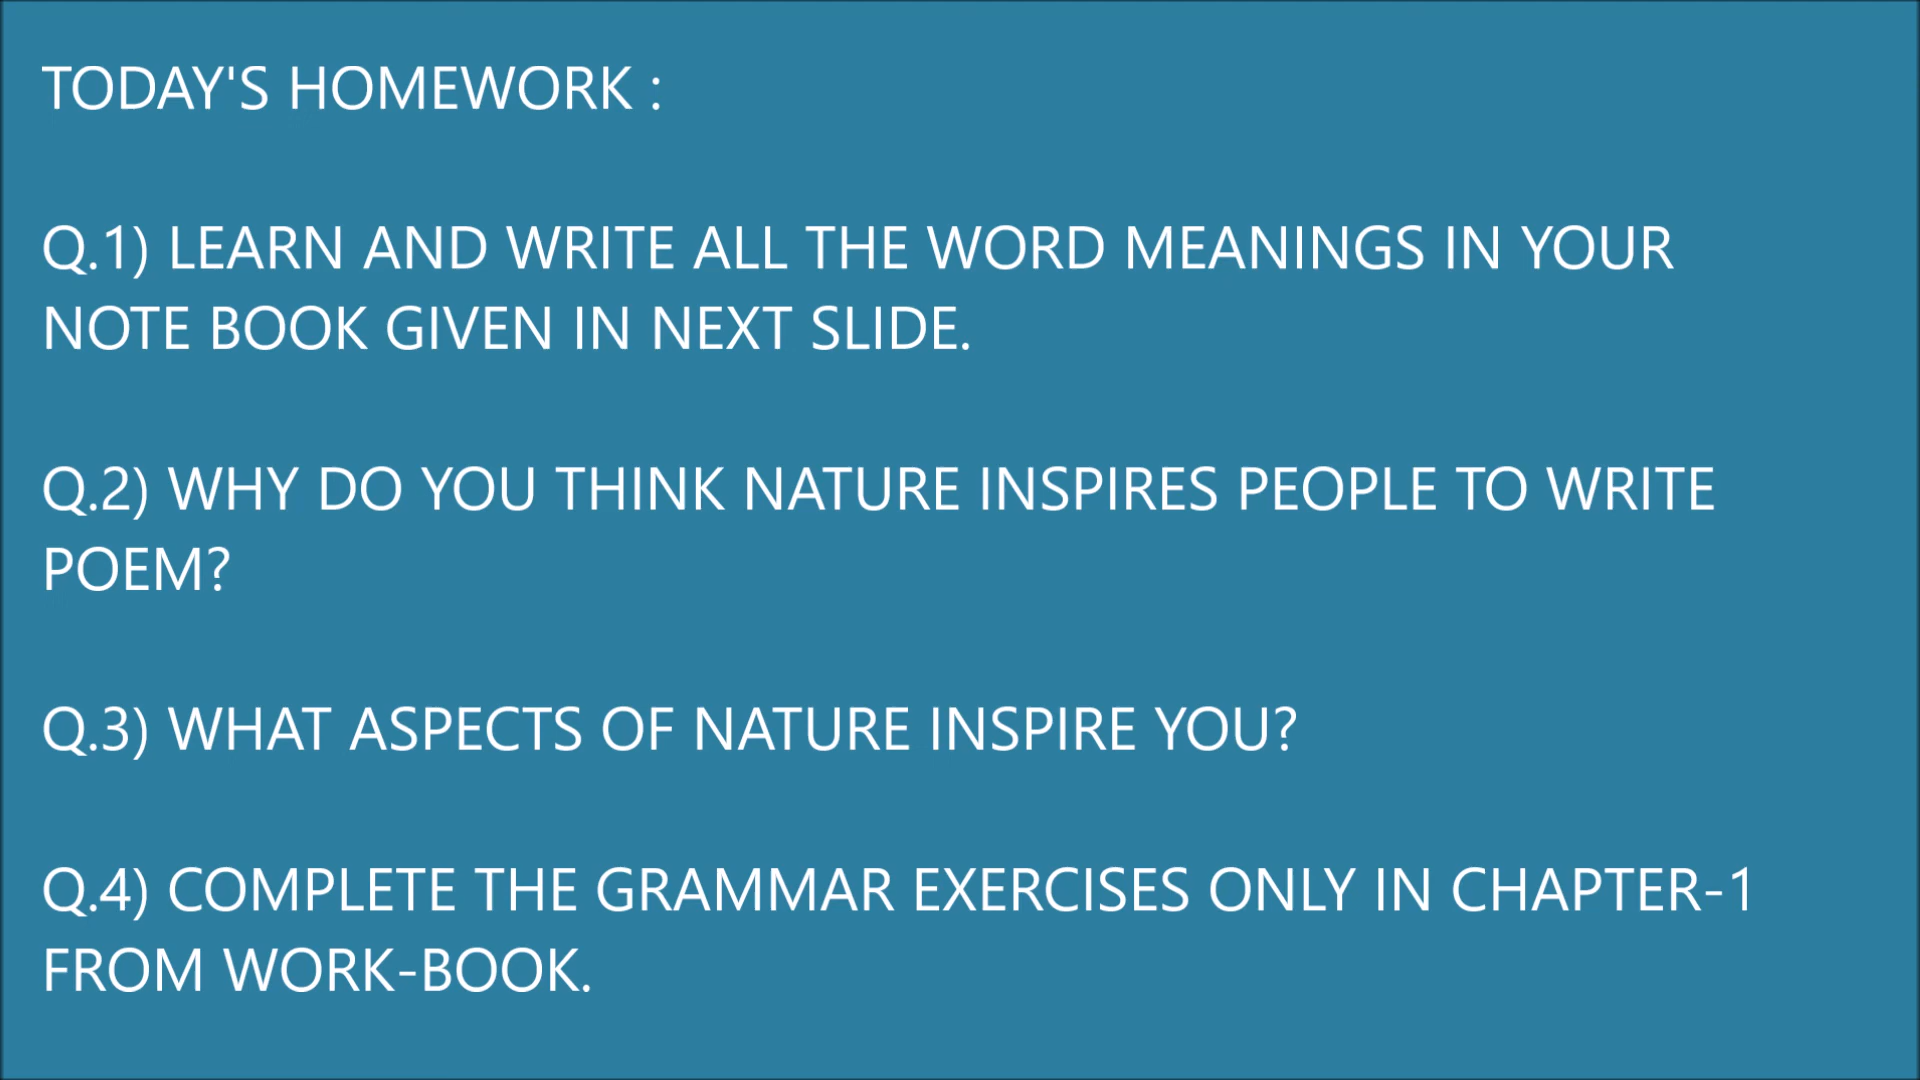 TODAY'S HOMEWORK :
Q.1) LEARN AND WRITE ALL THE WORD MEANINGS IN YOUR
NOTE BOOK GIVEN IN NEXT SLIDE.
Q.2) WHY DO YOU THINK NATURE INSPIRES PEOPLE TO WRITE
POEM?
Q.3) WHAT ASPECTS OF NATURE INSPIRE YOU?
Q.4) COMPLETE THE GRAMMAR EXERCISES ONLY IN CHAPTER-1
FROM WORK-BOOK.